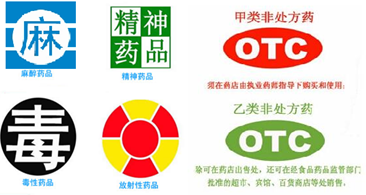 麻
麻醉药品
精神
药品
精神药品
毒
毒性药品
放射性药品
甲类非处方药
OTC
须在药店由执业药师指导下购买和使用;
乙类非处方药
OTC
除可在药店出售处,还可在经食品药品监管部门
批准的超市、宾馆、百货商店等处销售。